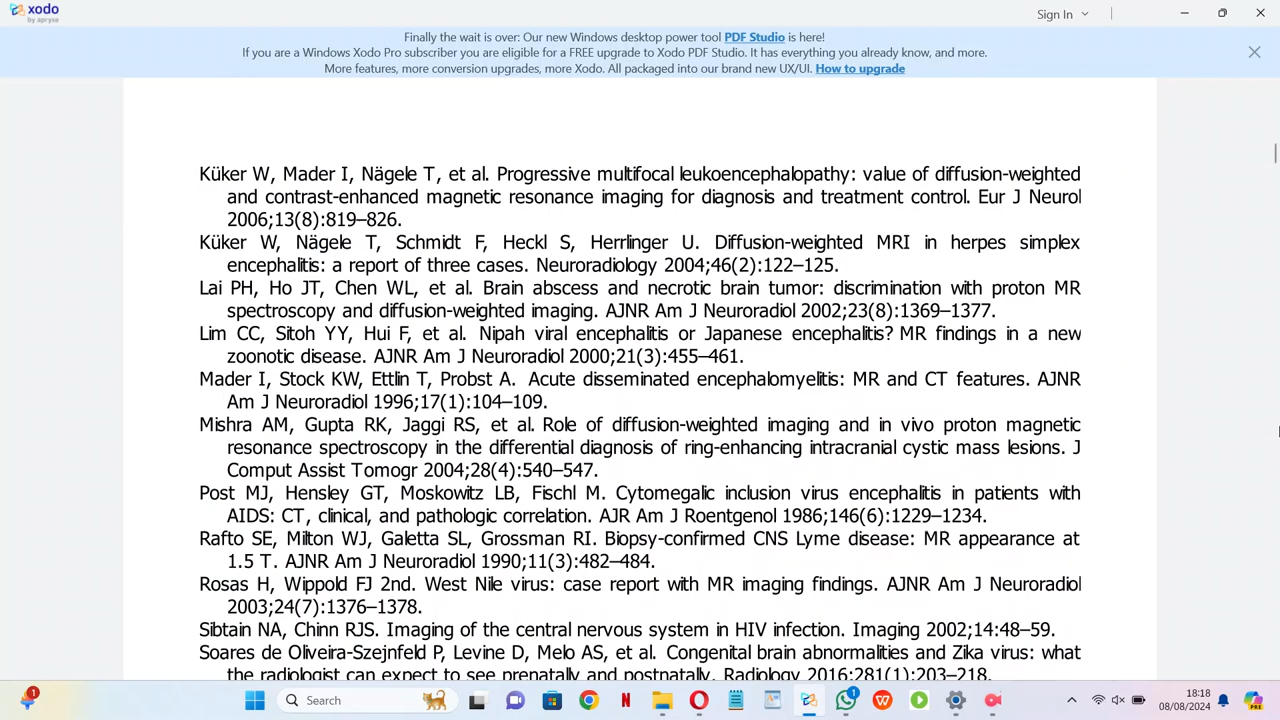 xodo
by apryse
Sign In
Finally the wait is over: Our new Windows desktop power tool PDF Studio is here!
If you are a Windows Xodo Pro subscriber you are eligible for a FREE upgrade to Xodo PDF Studio. It has everything you already know, and more.
More features, more conversion upgrades, more Xodo. All packaged into our brand new UX/UI. How to upgrade
Küker W, Mader I, Nägele T, et al. Progressive multifocal leukoencephalopathy: value of diffusion-weighted
and contrast-enhanced magnetic resonance imaging for diagnosis and treatment control. Eur J Neurol
2006;13(8):819–826.
Küker W, Nägele T, Schmidt F, Heckl S, Herrlinger U. Diffusion-weighted MRI in herpes simplex
encephalitis: a report of three cases. Neuroradiology 2004;46(2):122–125.
Lai PH, Ho JT, Chen WL, et al. Brain abscess and necrotic brain tumor: discrimination with proton MR
spectroscopy and diffusion-weighted imaging. AJNR Am J Neuroradiol 2002;23(8):1369–1377.
Lim CC, Sitoh YY, Hui F, et al. Nipah viral encephalitis or Japanese encephalitis? MR findings in a new
zoonotic disease. AJNR Am J Neuroradiol 2000;21(3):455–461.
Mader I, Stock KW, Ettlin T, Probst A. Acute disseminated encephalomyelitis: MR and CT features. AJNR
Am J Neuroradiol 1996;17(1):104–109.
Mishra AM, Gupta RK, Jaggi RS, et al. Role of diffusion-weighted imaging and in vivo proton magnetic
resonance spectroscopy in the differential diagnosis of ring-enhancing intracranial cystic mass lesions. J
Comput Assist Tomogr 2004;28(4):540–547.
Post MJ, Hensley GT, Moskowitz LB, Fischl M. Cytomegalic inclusion virus encephalitis in patients with
AIDS: CT, clinical, and pathologic correlation. AJR Am J Roentgenol 1986;146(6):1229–1234.
Rafto SE, Milton WJ, Galetta SL, Grossman RI. Biopsy-confirmed CNS Lyme disease: MR appearance at
1.5 T. AJNR Am J Neuroradiol 1990;11(3):482–484.
Rosas H, Wippold FJ 2nd. West Nile virus: case report with MR imaging findings. AJNR Am J Neuroradiol
2003;24(7):1376–1378.
Sibtain NA, Chinn RJS. Imaging of the central nervous system in HIV infection. Imaging 2002;14:48–59.
Soares de Oliveira-Szejnfeld P, Levine D, Melo AS, et al. Congenital brain abnormalities and Zika virus: what
the radiologist can expect to see prenatally and postnatally. Radiology 2016;281(1):203–218.
1
Search
1
18:18
08/08/2024